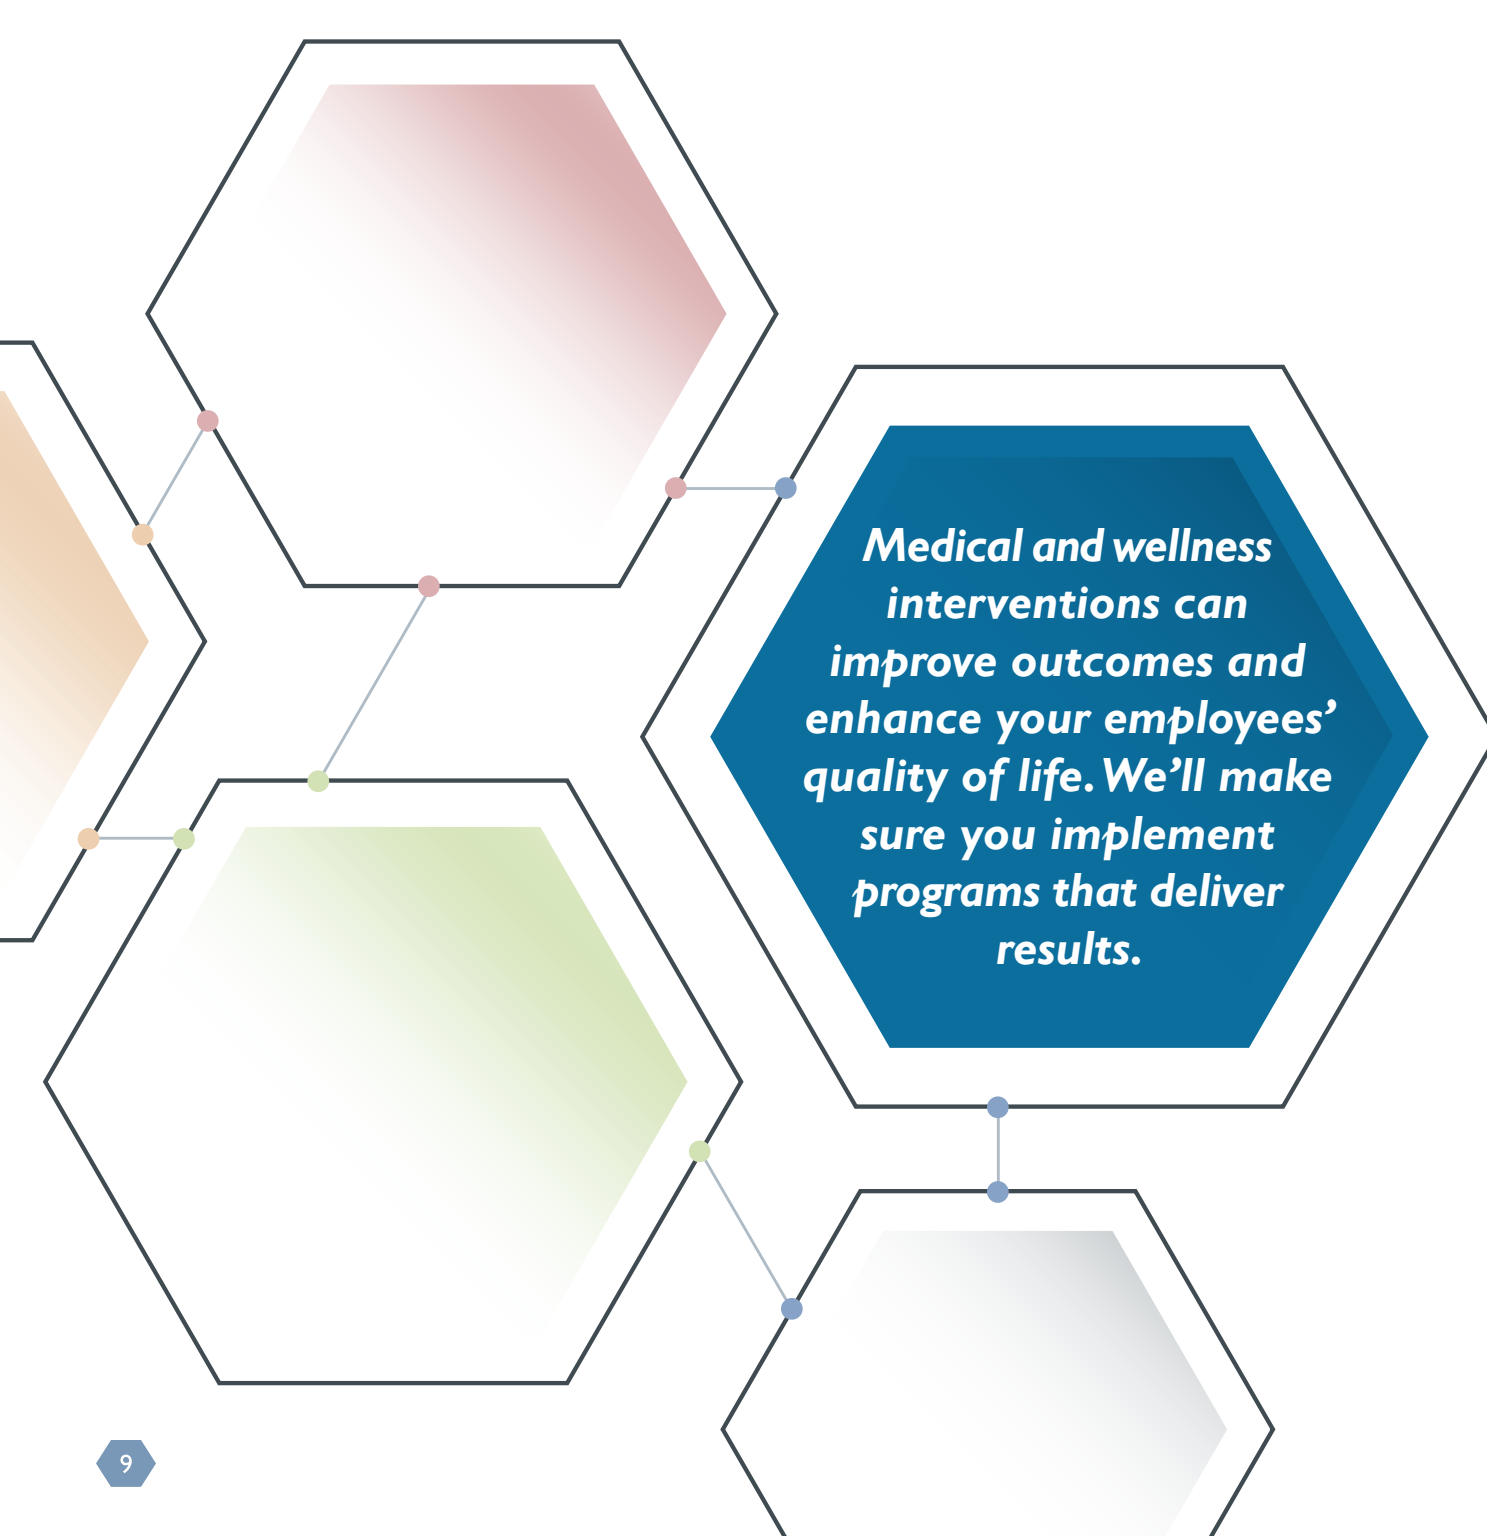 Medical and wellness
interventions can
improve outcomes and
enhance your employees’
quality of life. We’ll make
sure you implement
programs that deliver
results.
9